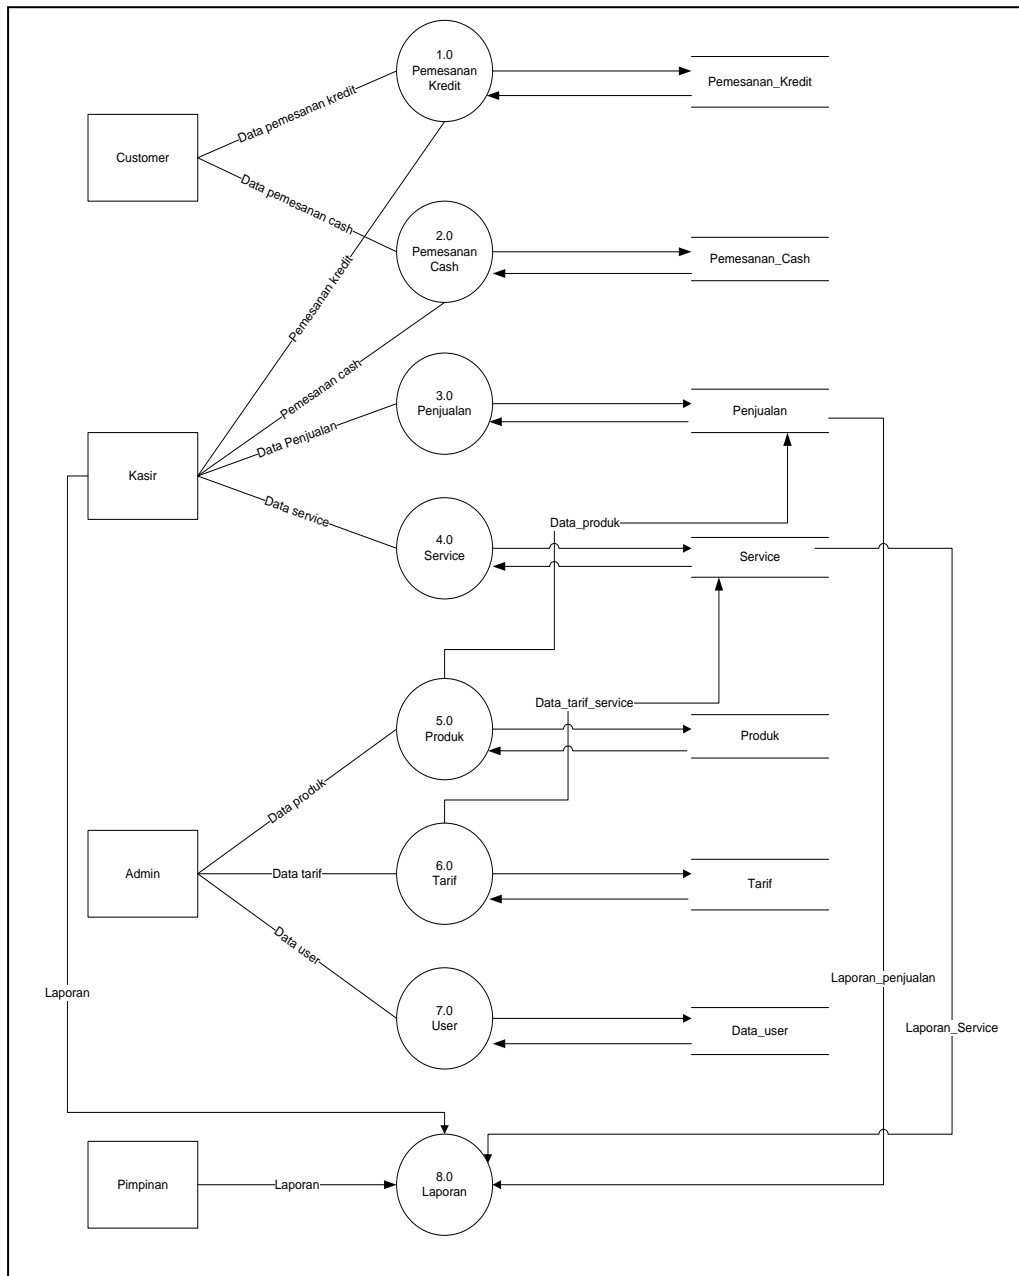 1.0
Pemesanan
Kredit
Pemesanan_Kredit
Data pemesanan kredit
Customer
Data pemesanan cash
2.0
Pemesanan
Cash
Pemesanan_Cash
Pemesanan kredit
Pemesanan cash
3.0
Penjualan
Penjualan
Data Penjualan
Kasir
Data service
Data_produk
4.0
Service
Service
Data_tarif_service
5.0
Produk
Produk
Data produk
Admin
Data tarif
6.0
Tarif
Tarif
Data user
Laporan_penjualan
Laporan
7.0
User
Data_user
Laporan_Service
Pimpinan
Laporan
8.0
Laporan